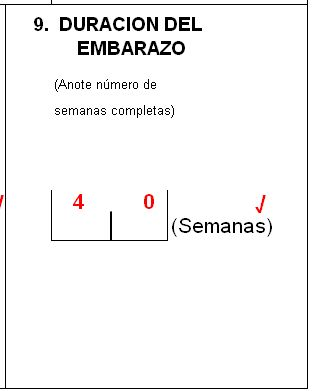 9. DURACION DEL
EMBARAZO
(Anote número de
semanas completas)
4 0 √
(Semanas)